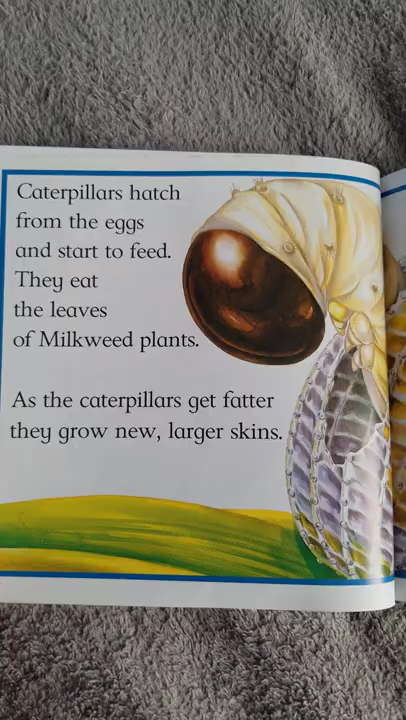 Caterpillars hatch
from the eggs
and start to feed.
They eat
the leaves
of Milkweed plants.
As the caterpillars get fatter
they grow new, larger skins.